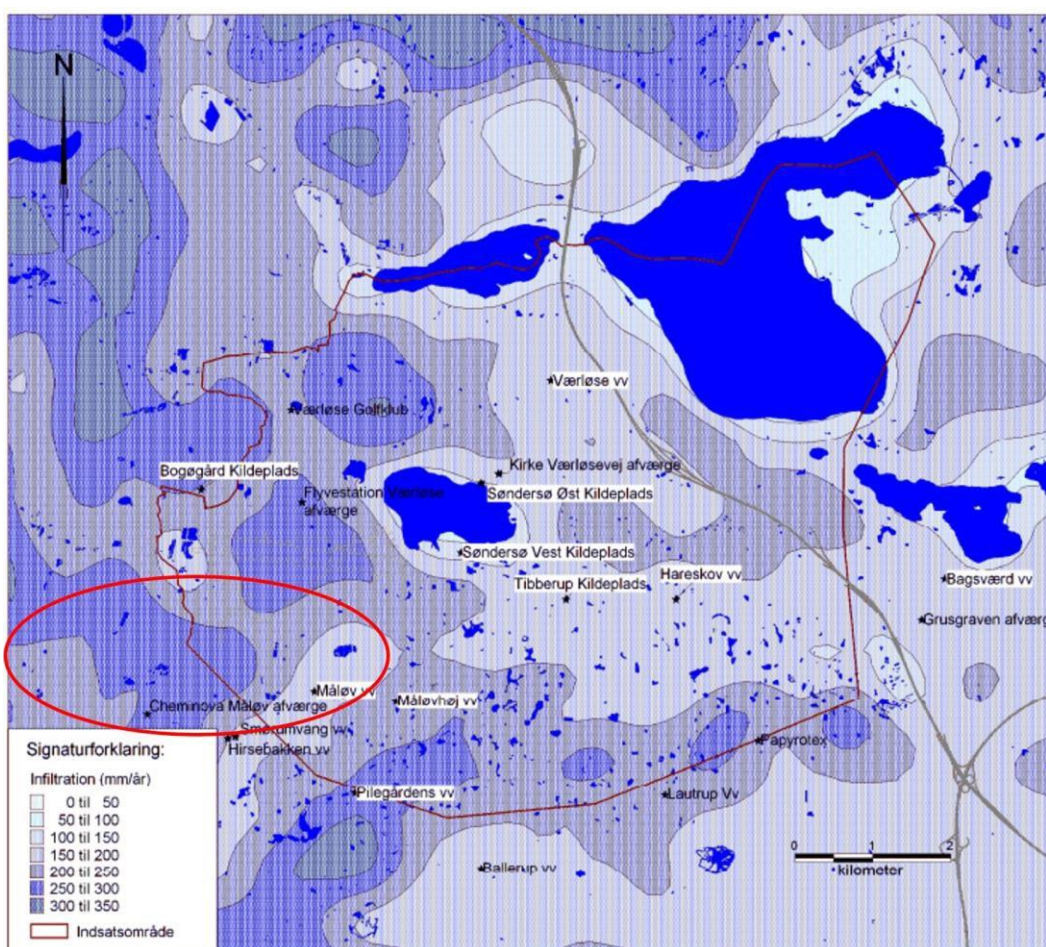 N
Værløse vv
Værløse Golfklub
Kirke Værløsevej afværge
Bogøgård Kildeplads
Søndersø Øst Kildeplads
Flyvestation Værløse
afværge
Søndersø Vest Kildeplads
Hareskov vv
Tibberup Kildeplads
Bagsværd vv
Grusgraven afværg
Måløv vv
Måløvhøj vv
Cheminova Måløv afværge
Smørumvang vv
Hirsebakken vv
Papyrotex
Pilegårdens vv
Lautrup Vv
Ballerup vv
0 1 2
kilometer
Signaturforklaring:
Infiltration (mm/år)
0 til 50
50 til 100
100 til 150
150 til 200
200 til 250
250 til 300
300 til 350
Indsatsområde